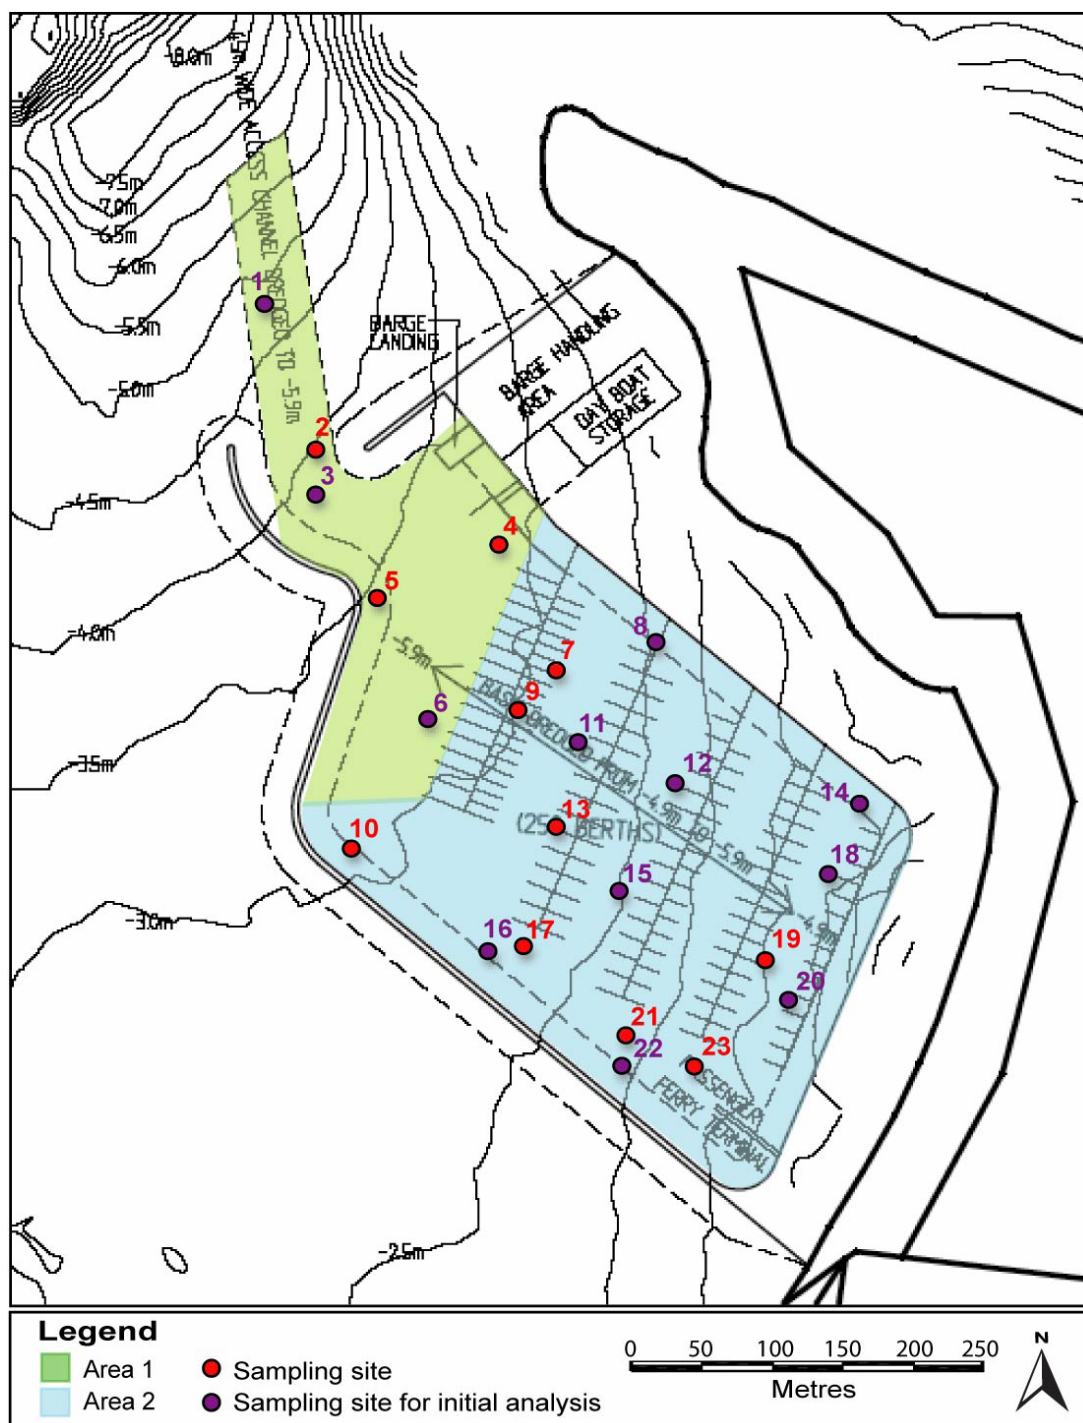 -8.0m
45m WIDE ACCESS CHANNEL DREDGED TO -5.9m
-7.5m
-7.0m
-6.5m
-6.0m
-5.5m
-5.0m
-4.5m
-4.0m
-3.5m
-3.0m
-2.5m
BARGE
LANDING
BARGE HANDLING
AREA
DAY BOAT
STORAGE
1
2
3
4
5
6
7
8
9
10
11
12
13
14
15
16
17
18
19
20
21
22
23
-5.9m
BASIN DREDGED FROM -4.9m TO -5.9m
BERTHS)
-4.9m
PASSENGER
FERRY TERMINAL
Legend
Area 1
Area 2
Sampling site
Sampling site for initial analysis
0 50 100 150 200 250
Metres
N